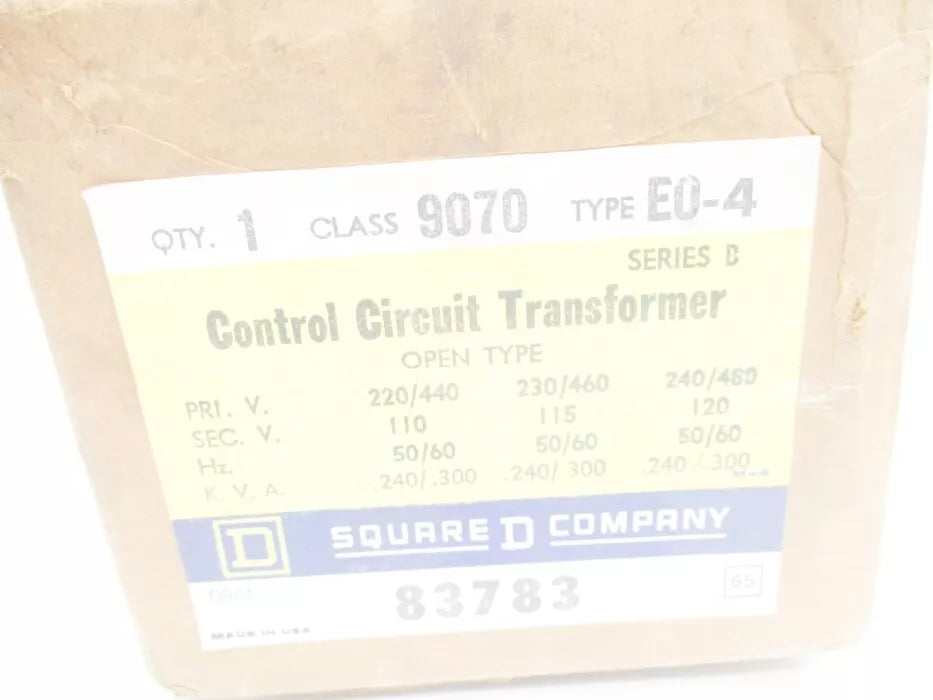 QTY. 1 CLASS 9070 TYPE EO-4
SERIES B
Control Circuit Transformer
OPEN TYPE
PRI. V. 220/440 230/460 240/480
SEC. V. 110 115 120
Hz. 50/60 50/60 50/60
K. V. A. .240/.300 .240/.300 .240/.300
M-4
D SQUARE D COMPANY
83783
65
MADE IN USA